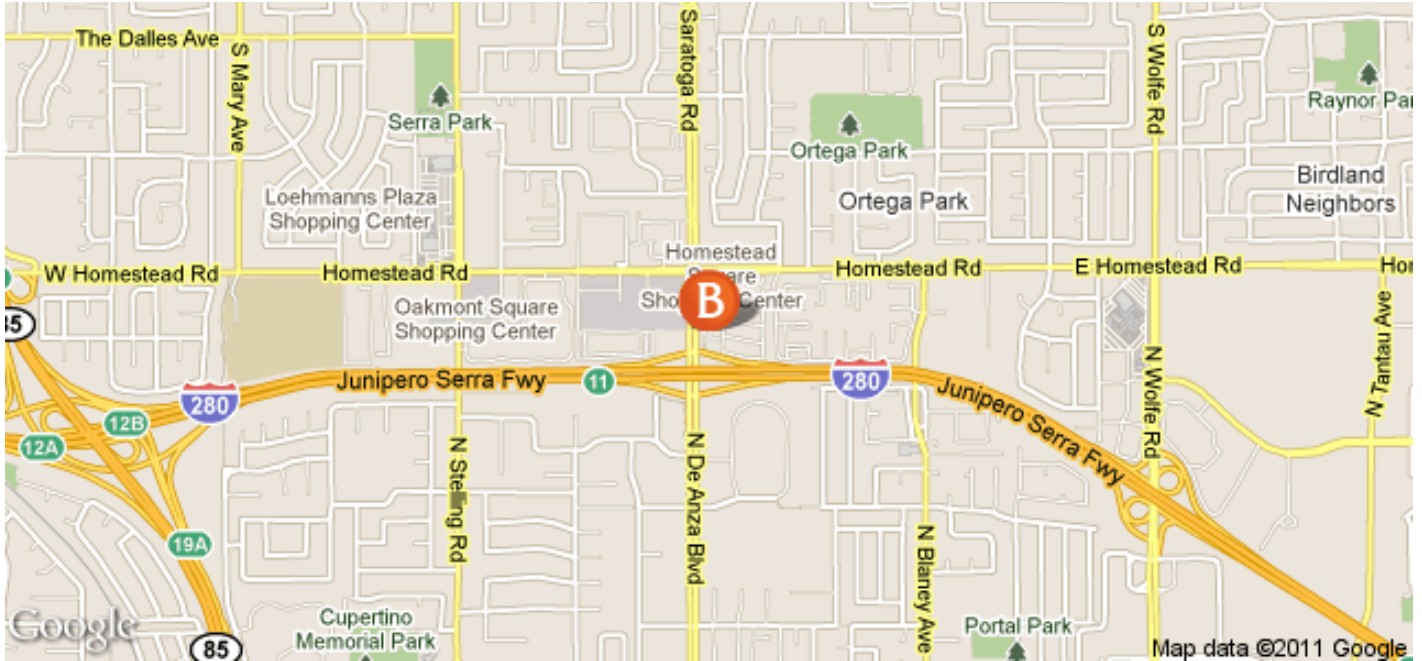 The Dalles Ave
S Mary Ave
Serra Park
Saratoga Rd
Ortega Park
S Wolfe Rd
Raynor Par
Loehmanns Plaza
Shopping Center
Ortega Park
Birdland
Neighbors
W Homestead Rd
Homestead Rd
Homestead
Square
Center
Homestead Rd
E Homestead Rd
B
Oakmont Square
Shopping Center
N Tantau Ave
280
Junipero Serra Fwy
11
280
Junipero Serra Fwy
N Wolfe Rd
12B
12A
N Stelling Rd
N De Anza Blvd
N Blaney Ave
19A
Cupertino
Memorial Park
Portal Park
85
Google
Map data ©2011 Google